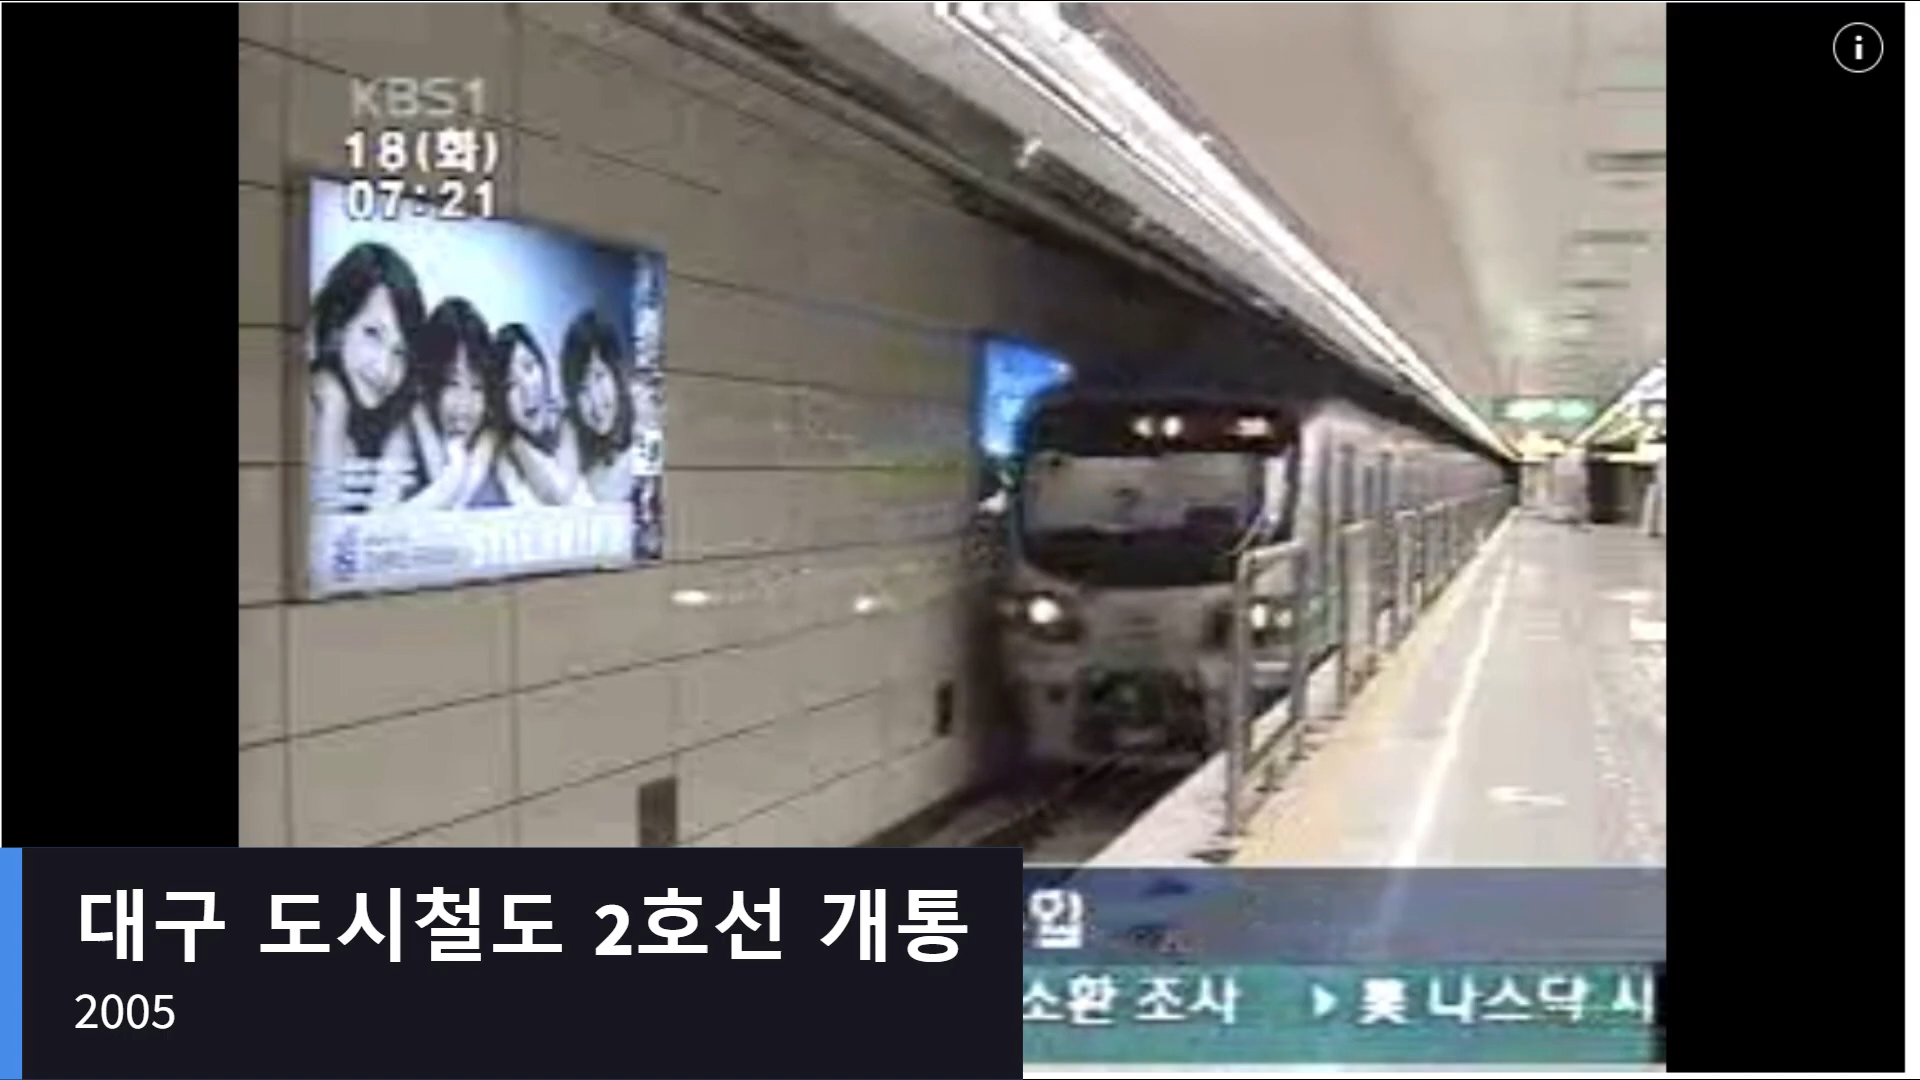 KBS1
18(화)
07:21
대구 도시철도 2호선 개통
2005
입
소환 조사 ▶ 美 나스닥 시